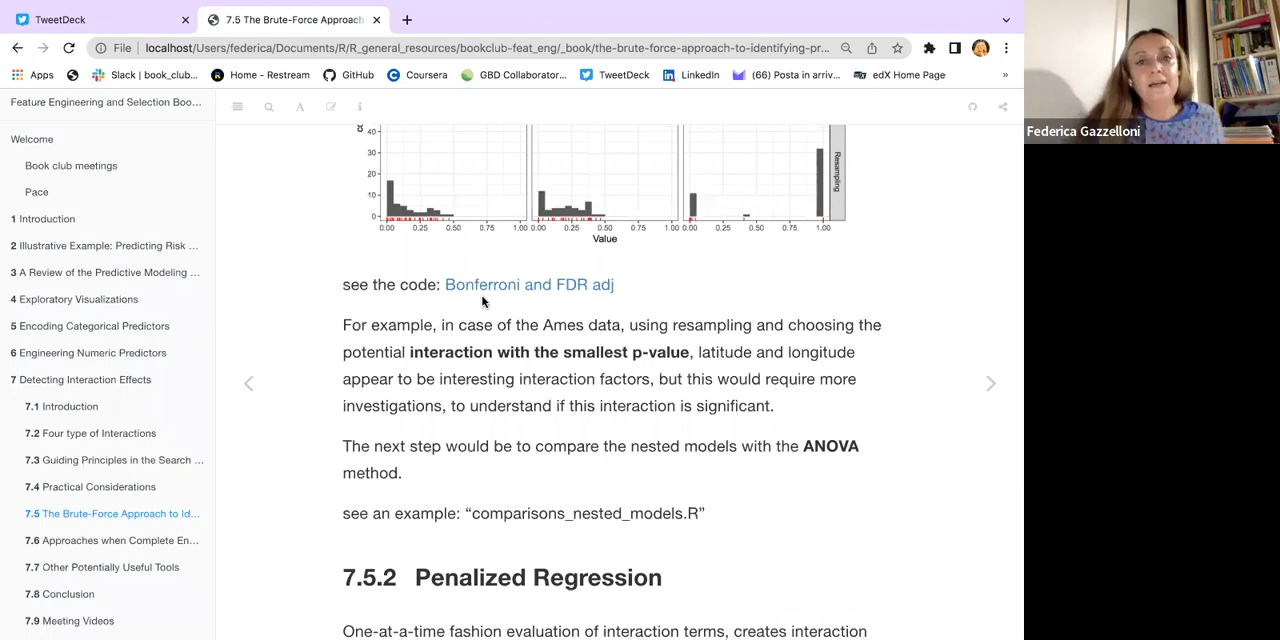 TweetDeck
7.5 The Brute-Force Approach
File localhost/Users/federica/Documents/R/R_general_resources/bookclub-feat_eng/_book/the-brute-force-approach-to-identifying-pr...
Apps Slack | book_club... Home - Restream GitHub Coursera GBD Collaborator... TweetDeck LinkedIn (66) Posta in arriv... edX Home Page »
Federica Gazzelloni
Feature Engineering and Selection Boo...
Welcome
Book club meetings
Pace
1 Introduction
2 Illustrative Example: Predicting Risk ...
3 A Review of the Predictive Modeling ...
4 Exploratory Visualizations
5 Encoding Categorical Predictors
6 Engineering Numeric Predictors
7 Detecting Interaction Effects
7.1 Introduction
7.2 Four type of Interactions
7.3 Guiding Principles in the Search ...
7.4 Practical Considerations
7.5 The Brute-Force Approach to Id...
7.6 Approaches when Complete En...
7.7 Other Potentially Useful Tools
7.8 Conclusion
7.9 Meeting Videos
40
30
20
10
0
Resampling
0.00 0.25 0.50 0.75 1.00 0.00 0.25 0.50 0.75 1.00 0.00 0.25 0.50 0.75 1.00
Value
see the code: Bonferroni and FDR adj
For example, in case of the Ames data, using resampling and choosing the
potential interaction with the smallest p-value, latitude and longitude
appear to be interesting interaction factors, but this would require more
investigations, to understand if this interaction is significant.
The next step would be to compare the nested models with the ANOVA
method.
see an example: “comparisons_nested_models.R”
7.5.2 Penalized Regression
One-at-a-time fashion evaluation of interaction terms, creates interaction